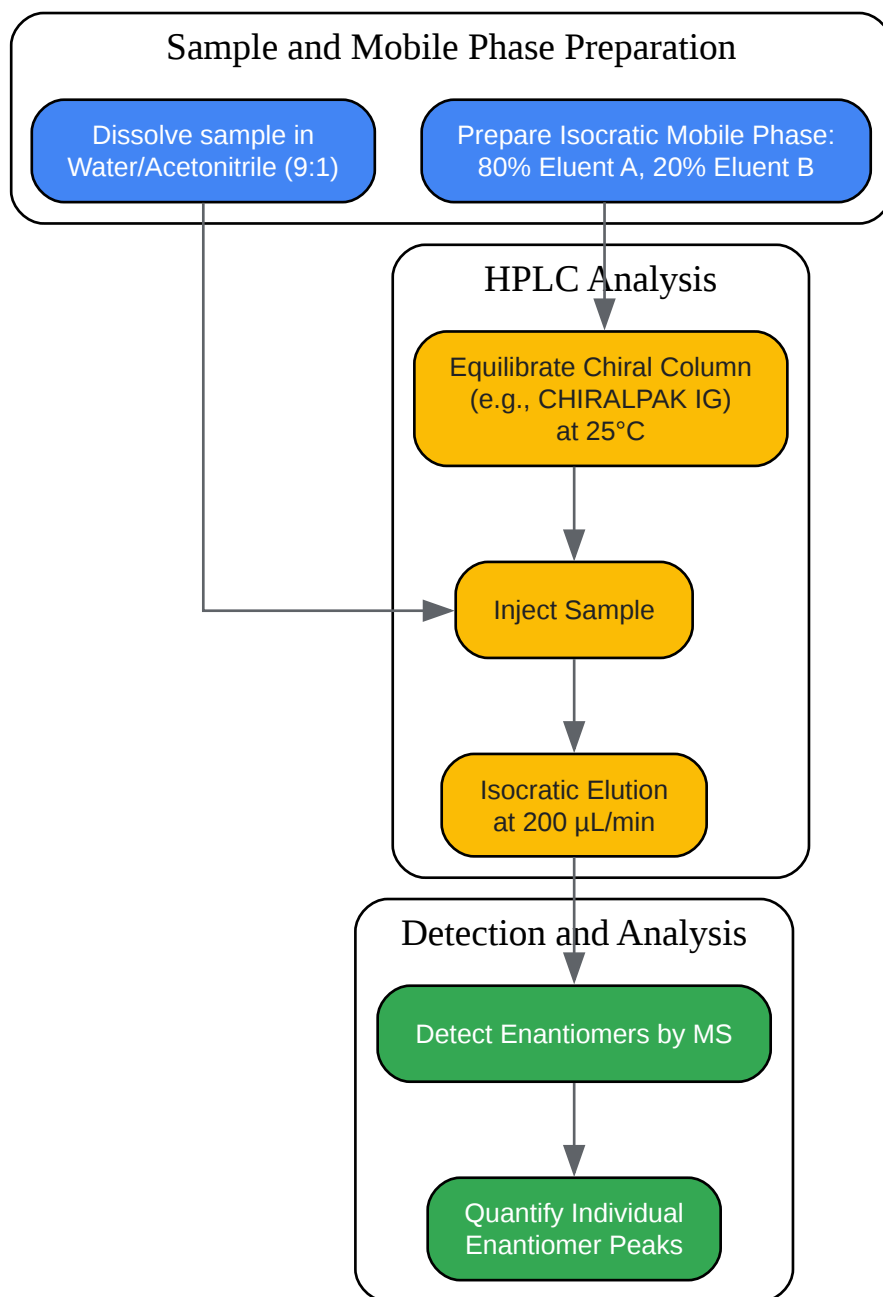 Sample and Mobile Phase Preparation
Dissolve sample in
Water/Acetonitrile (9:1)
Prepare Isocratic Mobile Phase:
80% Eluent A, 20% Eluent B
HPLC Analysis
Equilibrate Chiral Column
(e.g., CHIRALPAK IG)
at 25°C
Inject Sample
Isocratic Elution
at 200 µL/min
Detection and Analysis
Detect Enantiomers by MS
Quantify Individual
Enantiomer Peaks